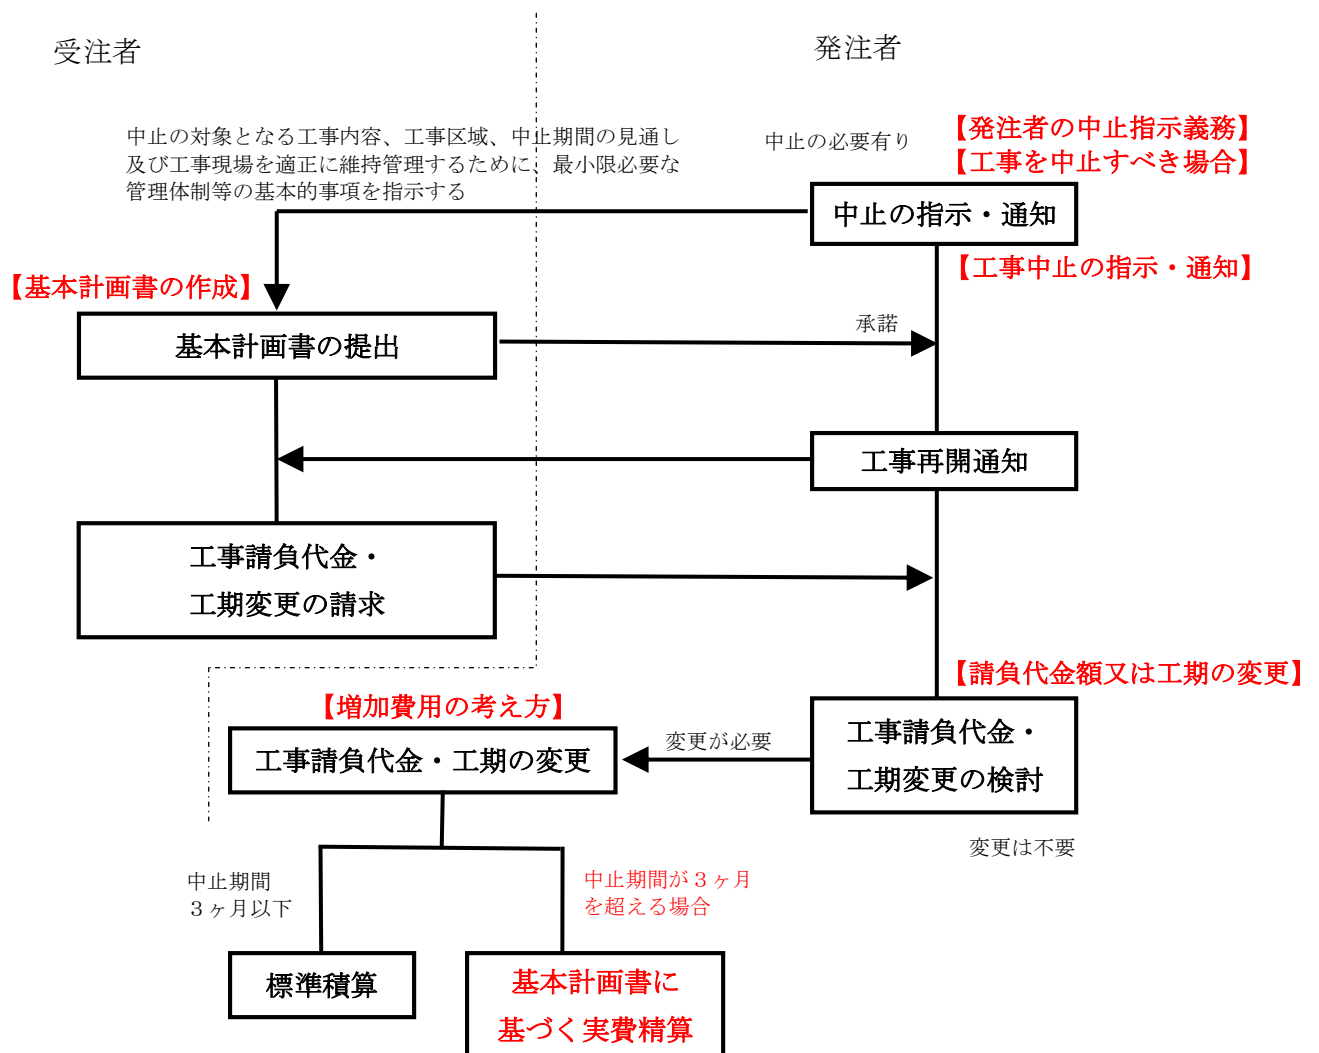 受注者
発注者
中止の対象となる工事内容、工事区域、中止期間の見通し
及び工事現場を適正に維持管理するために、最小限必要な
管理体制等の基本的事項を指示する
中止の必要有り
【発注者の中止指示義務】
【工事を中止すべき場合】
中止の指示・通知
【工事中止の指示・通知】
【基本計画書の作成】
基本計画書の提出
承諾
工事再開通知
工事請負代金・
工期変更の請求
【請負代金額又は工期の変更】
【増加費用の考え方】
工事請負代金・工期の変更
変更が必要
工事請負代金・
工期変更の検討
変更は不要
中止期間
３ヶ月以下
中止期間が３ヶ月
を超える場合
標準積算
基本計画書に
基づく実費精算